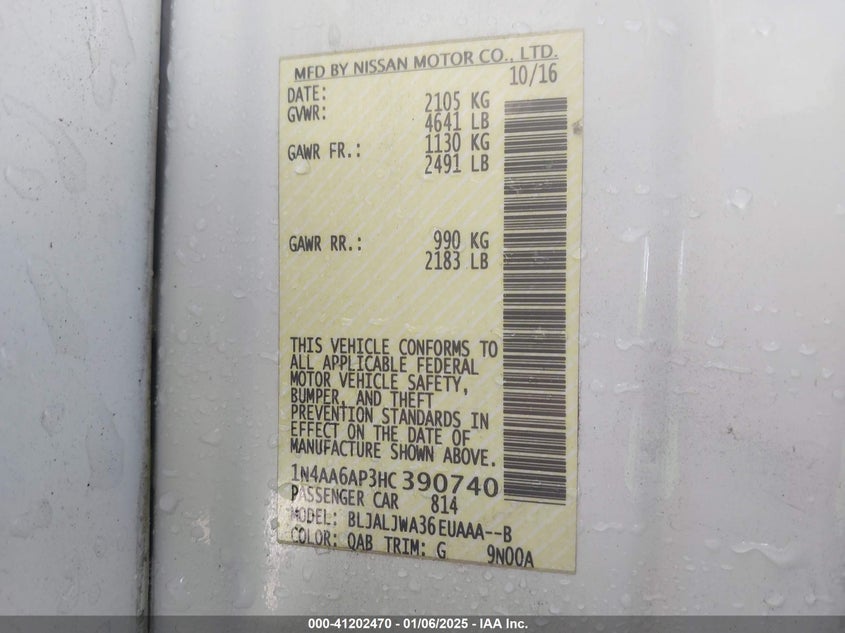 MFD BY NISSAN MOTOR CO., LTD.
DATE: 10/16
GVWR: 2105 KG
4641 LB
GAWR FR.: 1130 KG
2491 LB
GAWR RR.: 990 KG
2183 LB
THIS VEHICLE CONFORMS TO
ALL APPLICABLE FEDERAL
MOTOR VEHICLE SAFETY,
BUMPER, AND THEFT
PREVENTION STANDARDS IN
EFFECT ON THE DATE OF
MANUFACTURE SHOWN ABOVE.
1N4AA6AP3HC390740
PASSENGER CAR 814
MODEL: BLJALJWA36EUAAA--B
COLOR: QAB TRIM: G 9N00A
000-41202470 - 01/06/2025 - IAA Inc.